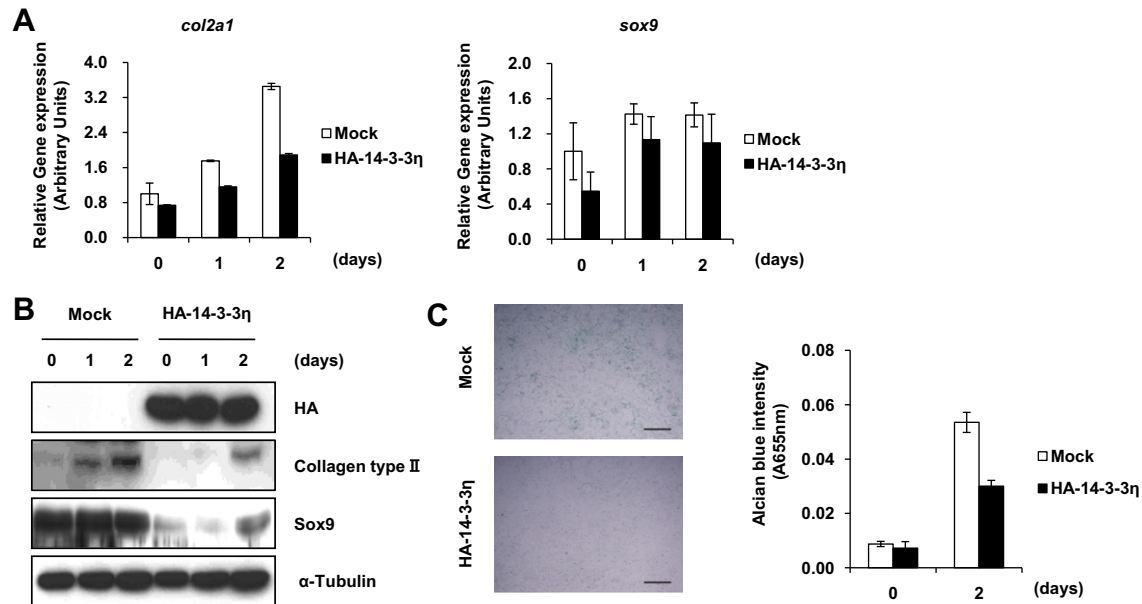 A
col2a1
Relative Gene expression
(Arbitrary Units)
4.0
3.2
2.4
1.6
0.8
0.0
0 1 2 (days)
Mock
HA-14-3-3η
sox9
Relative Gene expression
(Arbitrary Units)
2.0
1.6
1.2
0.8
0.4
0.0
0 1 2 (days)
Mock
HA-14-3-3η
B
Mock HA-14-3-3η
0 1 2 0 1 2 (days)
HA
Collagen type Ⅱ
Sox9
α-Tubulin
C
Mock
HA-14-3-3η
Alcian blue intensity
(A655nm)
0.08
0.06
0.04
0.02
0.00
0 2 (days)
Mock
HA-14-3-3η